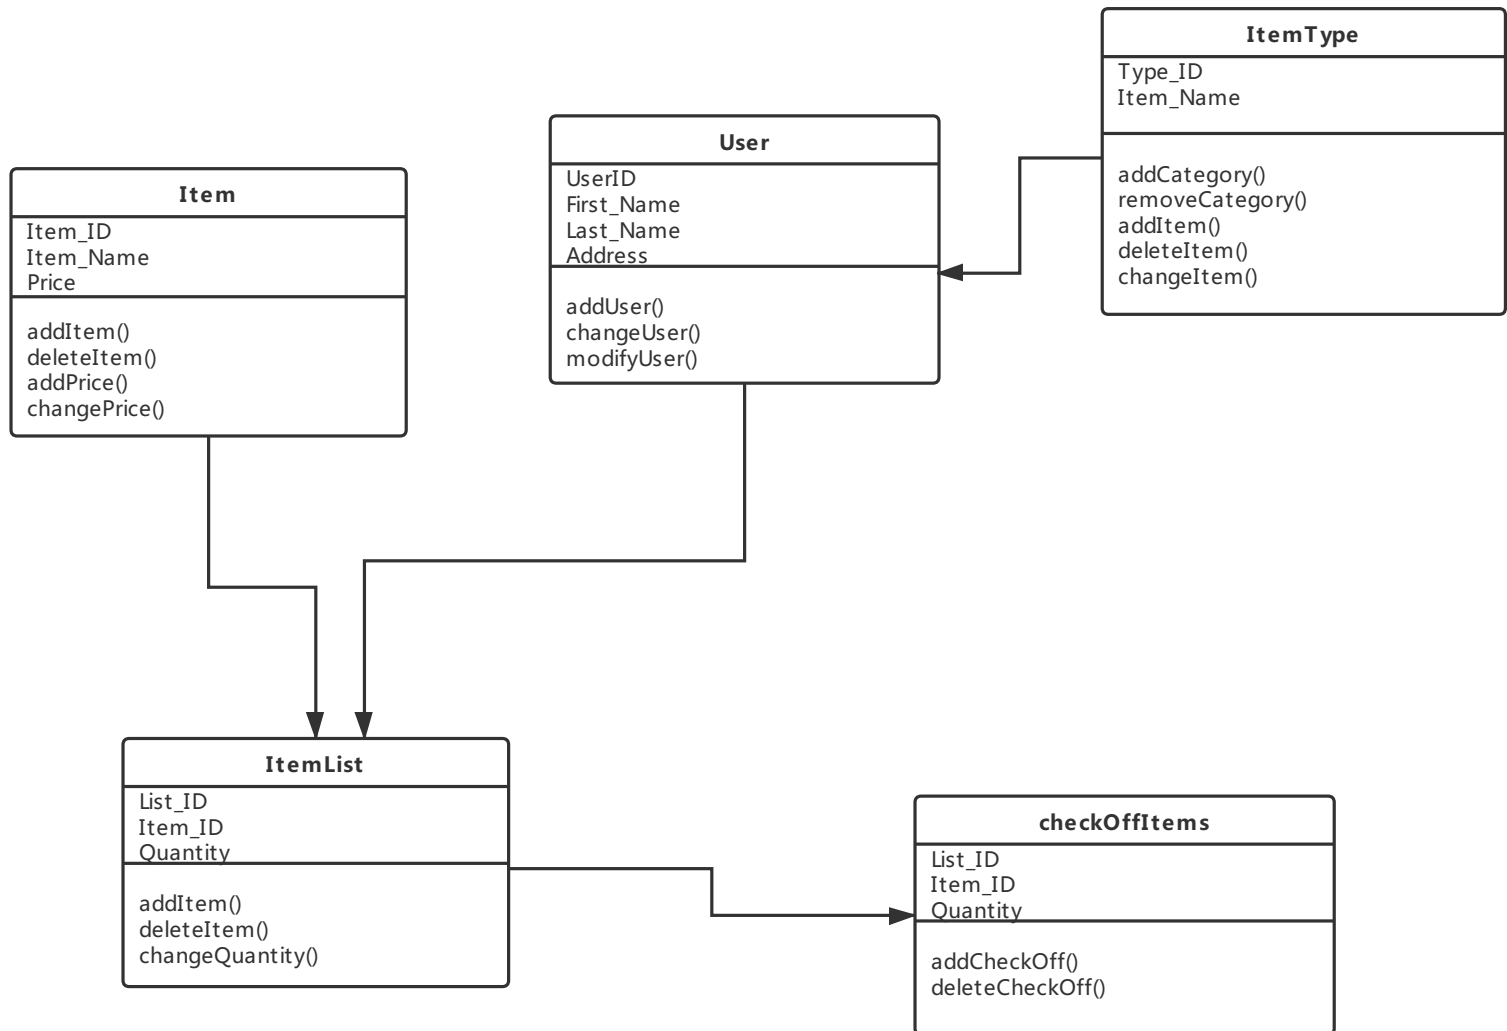 ItemType
Type_ID
Item_Name
addCategory()
removeCategory()
addItem()
deleteItem()
changeItem()
User
UserID
First_Name
Last_Name
Address
addUser()
changeUser()
modifyUser()
Item
Item_ID
Item_Name
Price
addItem()
deleteItem()
addPrice()
changePrice()
ItemList
List_ID
Item_ID
Quantity
addItem()
deleteItem()
changeQuantity()
checkOffItems
List_ID
Item_ID
Quantity
addCheckOff()
deleteCheckOff()